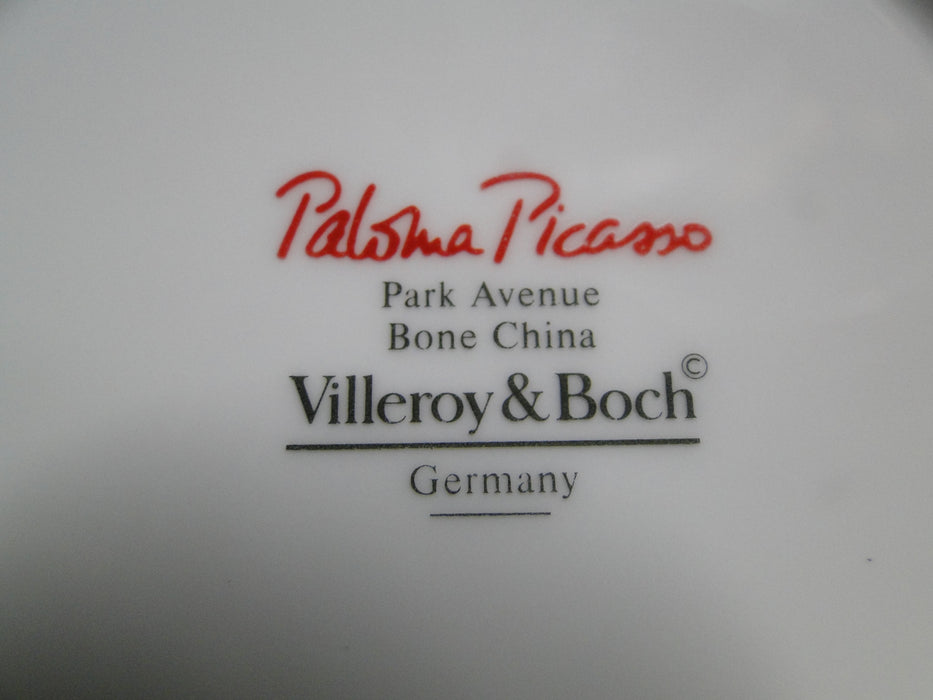 Paloma Picasso
Park Avenue
Bone China
Villeroy & Boch©
Germany